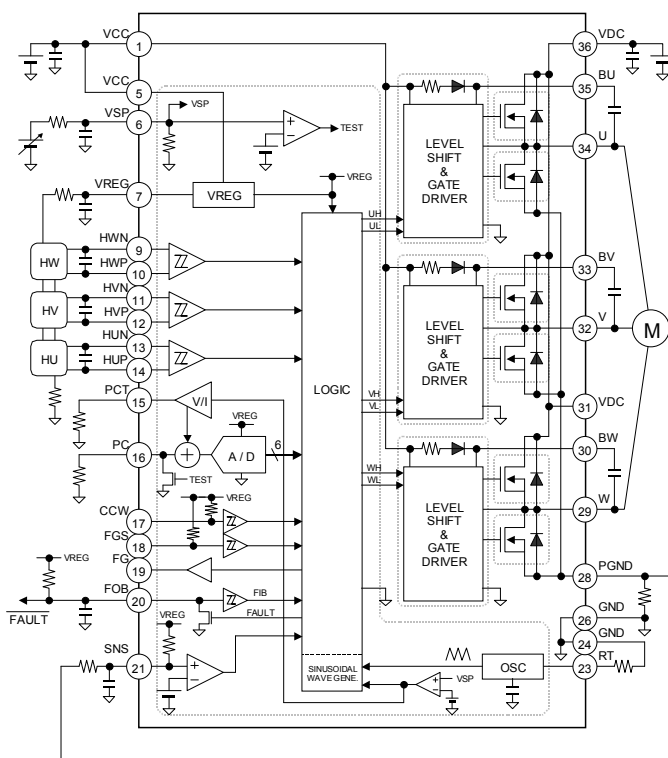 VCC
1
VCC
5
VSP
6
VSP
TEST
VREG
7
VREG
VREG
HWN
9
HW
HWP
10
HVN
11
HV
HVP
12
HUN
13
HU
HUP
14
PCT
15
V/I
PC
16
VREG
A / D
6
TEST
CCW
17
VREG
FGS
18
FG
19
VREG
FOB
20
FIB
FAULT
FAULT
SNS
21
VREG
LOGIC
SINUSOIDAL
WAVE GENE.
UH
UL
VH
VL
WH
WL
LEVEL
SHIFT
&
GATE
DRIVER
LEVEL
SHIFT
&
GATE
DRIVER
LEVEL
SHIFT
&
GATE
DRIVER
OSC
VSP
36
VDC
35
BU
34
U
33
BV
32
V
M
31
VDC
30
BW
29
W
28
PGND
26
GND
24
GND
23
RT